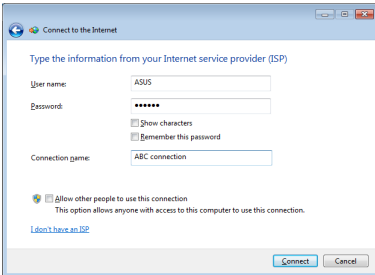 Connect to the Internet
Type the information from your Internet service provider (ISP)
User name: ASUS
Password: ••••••
Show characters
Remember this password
Connection name: ABC connection
Allow other people to use this connection
This option allows anyone with access to this computer to use this connection.
I don't have an ISP
Connect Cancel